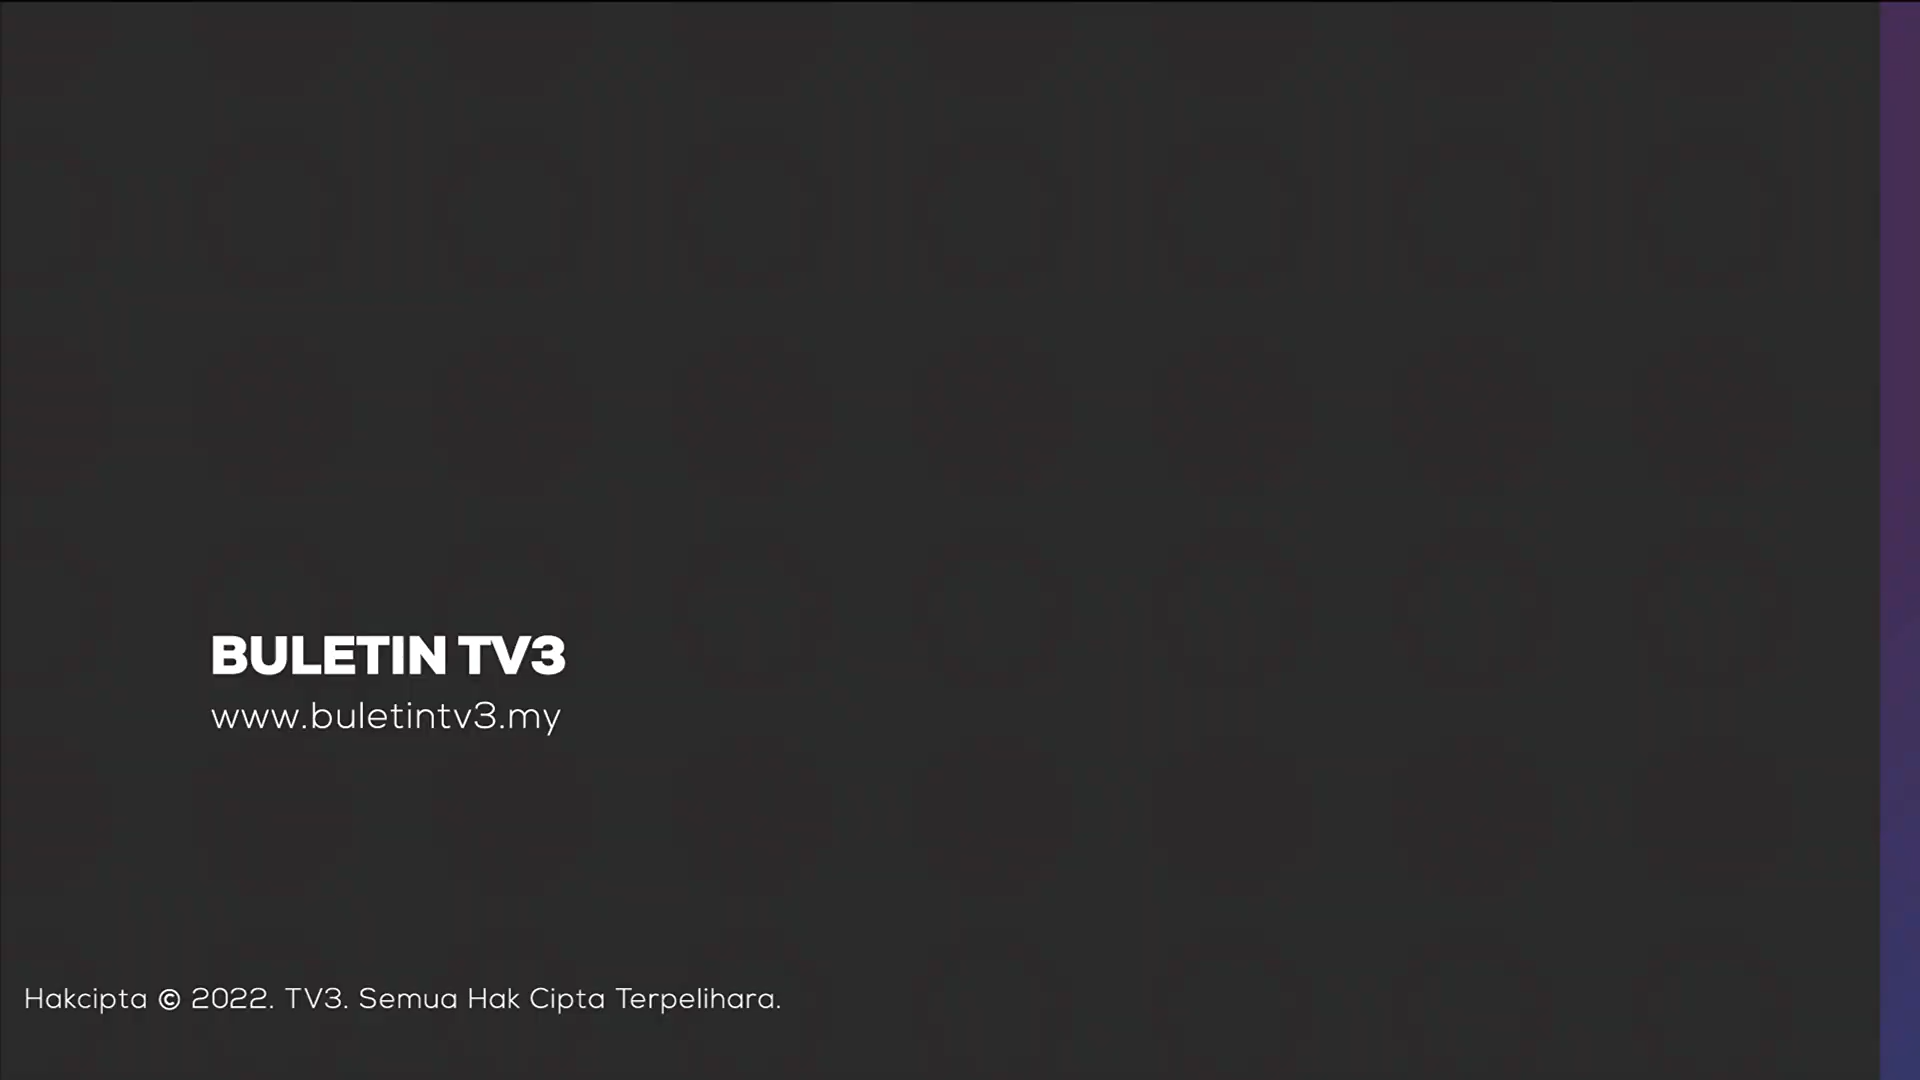 BULETIN TV3
www.buletintv3.my
Hakcipta © 2022. TV3. Semua Hak Cipta Terpelihara.